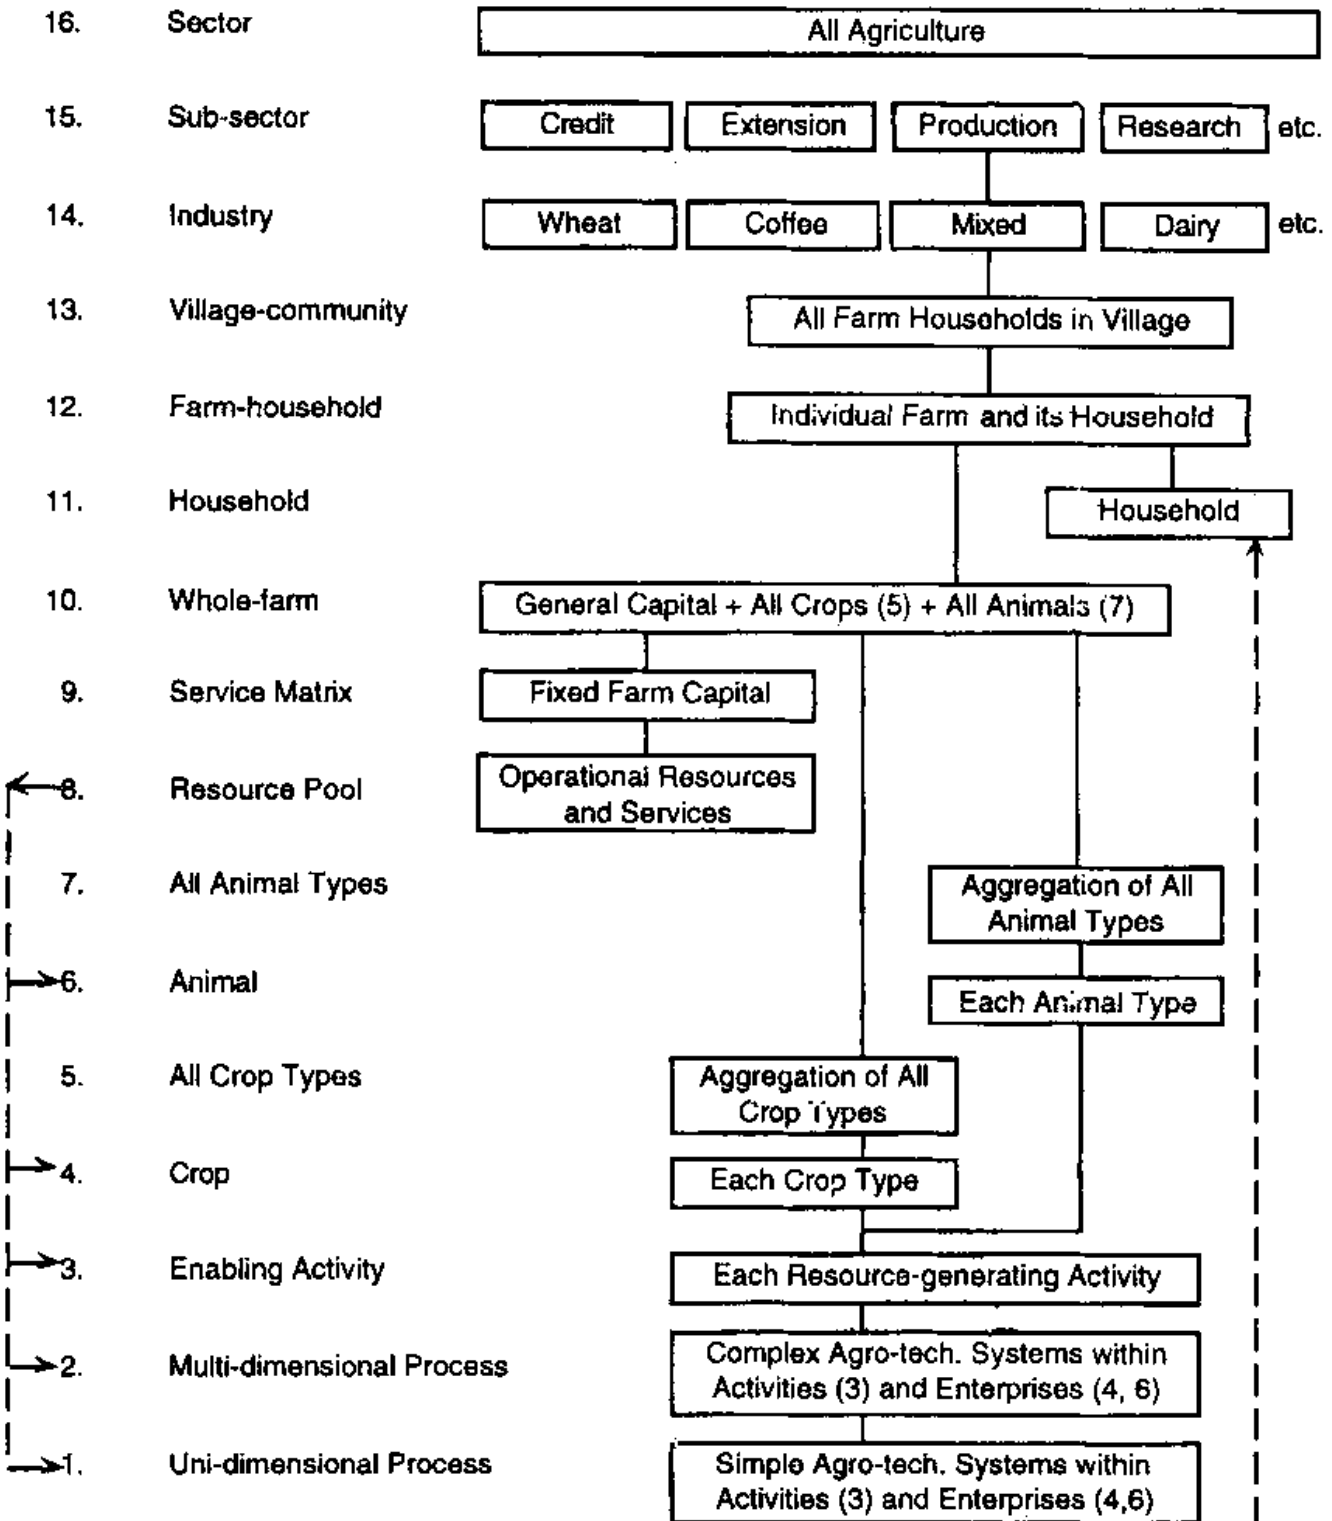 16. Sector All Agriculture
15. Sub-sector Credit Extension Production Research etc.
14. Industry Wheat Coffee Mixed Dairy etc.
13. Village-community All Farm Households in Village
12. Farm-household Individual Farm and its Household
11. Household Household
10. Whole-farm General Capital + All Crops (5) + All Animals (7)
9. Service Matrix Fixed Farm Capital
8. Resource Pool Operational Resources
and Services
7. All Animal Types Aggregation of All
Animal Types
6. Animal Each Animal Type
5. All Crop Types Aggregation of All
Crop Types
4. Crop Each Crop Type
3. Enabling Activity Each Resource-generating Activity
2. Multi-dimensional Process Complex Agro-tech. Systems within
Activities (3) and Enterprises (4, 6)
1. Uni-dimensional Process Simple Agro-tech. Systems within
Activities (3) and Enterprises (4,6)